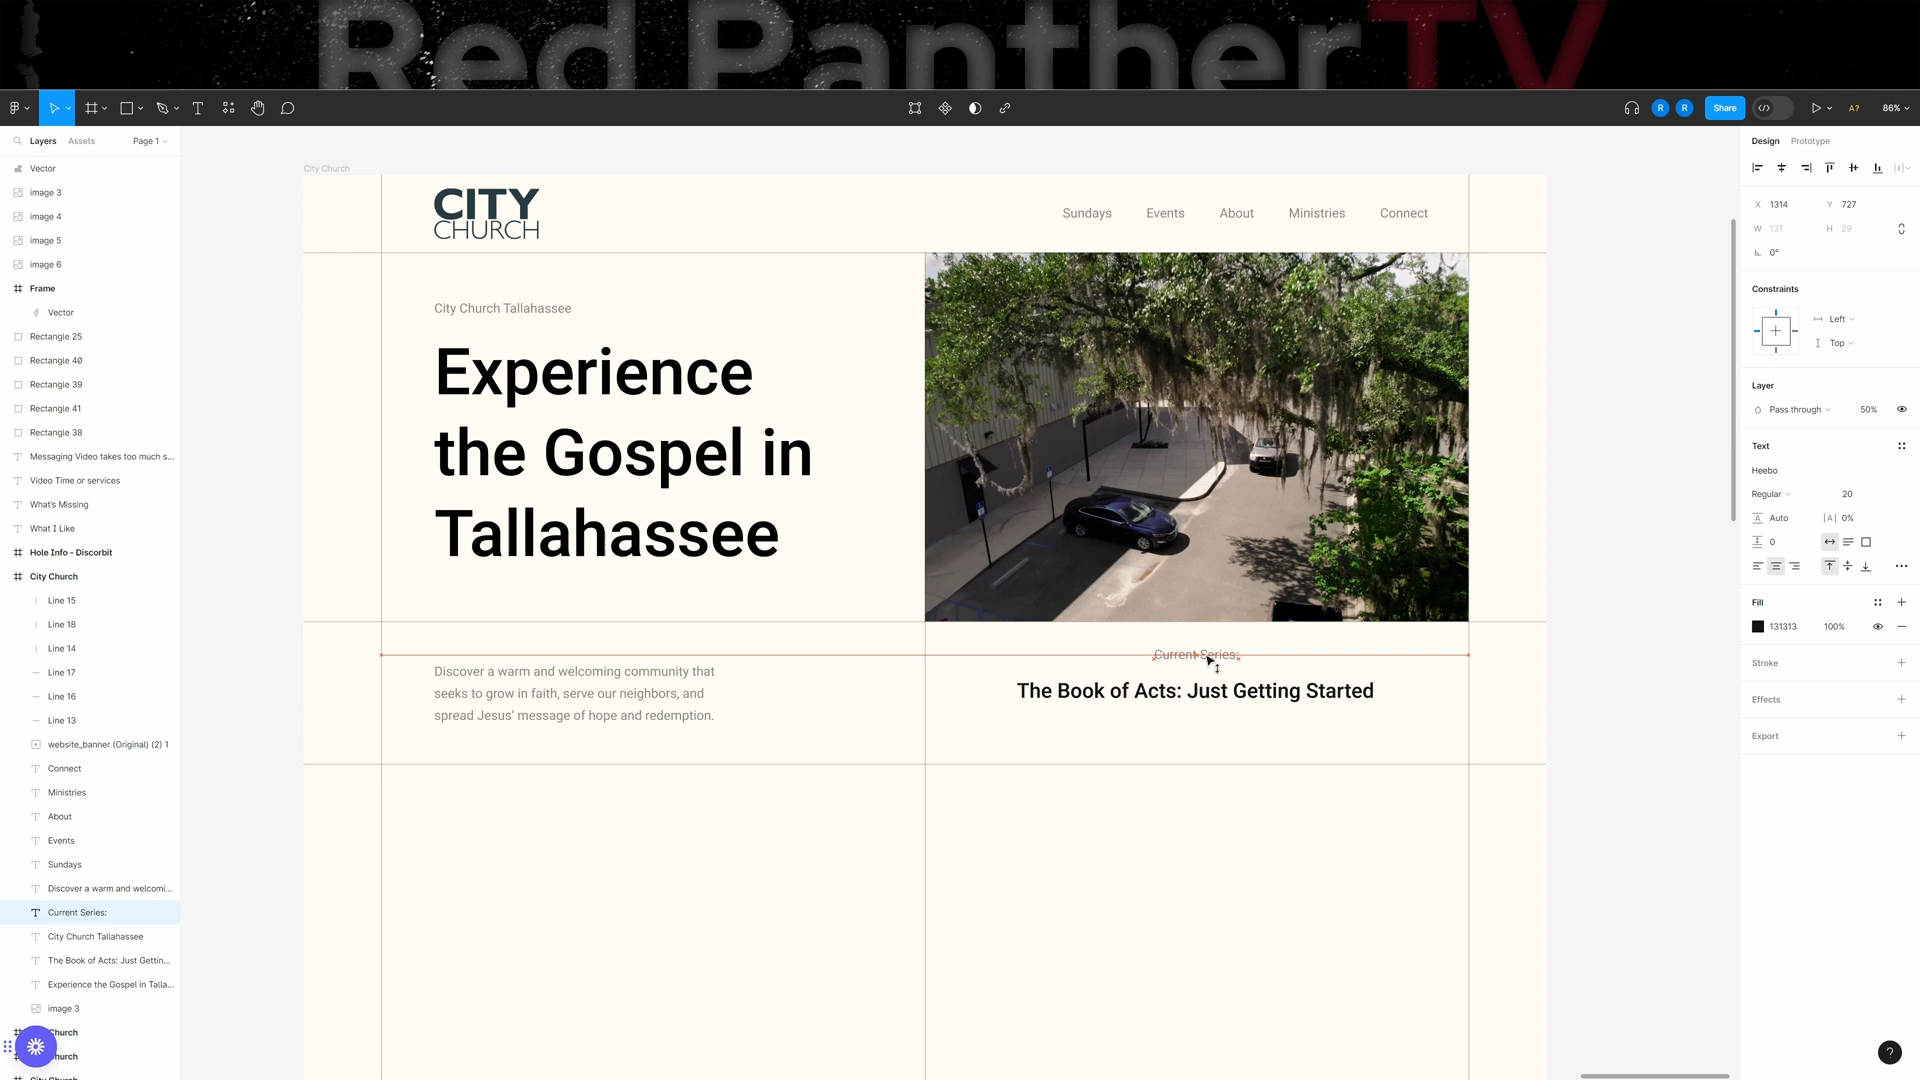 Red PantherTV
Share
A?
86%
R
R
Layers
Assets
Page 1
Vector
image 3
image 4
image 5
image 6
Frame
Vector
Rectangle 25
Rectangle 40
Rectangle 39
Rectangle 41
Rectangle 38
Messaging Video takes too much s...
Video Time or services
What's Missing
What I Like
Hole Info - Discorbit
City Church
Line 15
Line 18
Line 14
Line 17
Line 16
Line 13
website_banner (Original) (2) 1
Connect
Ministries
About
Events
Sundays
Discover a warm and welcomi...
Current Series:
City Church Tallahassee
The Book of Acts: Just Gettin...
Experience the Gospel in Talla...
image 3
Church
Church
City Church
City Church
CITY
CHURCH
Sundays
Events
About
Ministries
Connect
City Church Tallahassee
Experience
the Gospel in
Tallahassee
Discover a warm and welcoming community that
seeks to grow in faith, serve our neighbors, and
spread Jesus’ message of hope and redemption.
Current Series:
The Book of Acts: Just Getting Started
Design
Prototype
X 1314 Y 727
W 131 H 29
0°
Constraints
Left
Top
Layer
Pass through 50%
Text
Heebo
Regular 20
Auto |A| 0%
0
Fill
131313 100%
Stroke
Effects
Export
?